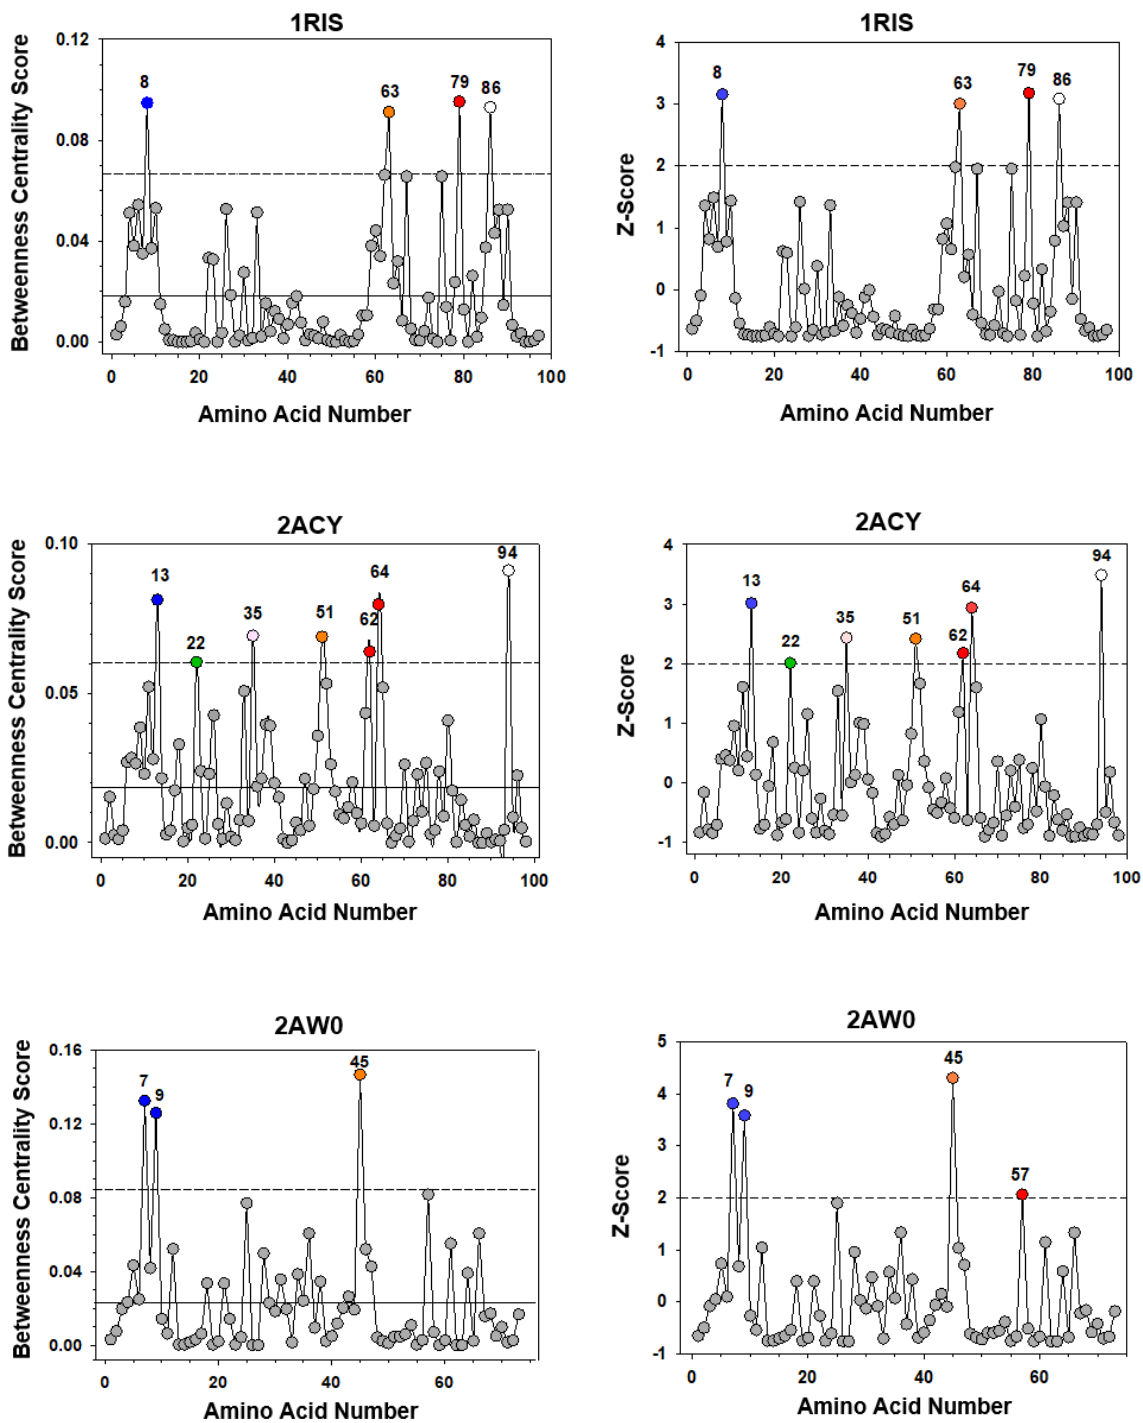 1RIS
Betweenness Centrality Score
0.12
0.08
0.04
0.00
8
63
79
86
0 20 40 60 80 100
Amino Acid Number
1RIS
Z-Score
4
3
2
1
0
-1
8
63
79
86
0 20 40 60 80 100
Amino Acid Number
2ACY
Betweenness Centrality Score
0.10
0.05
0.00
13
22
35
51
62
64
94
0 20 40 60 80 100
Amino Acid Number
2ACY
Z-Score
4
3
2
1
0
-1
13
22
35
51
62
64
94
0 20 40 60 80 100
Amino Acid Number
2AW0
Betweenness Centrality Score
0.16
0.12
0.08
0.04
0.00
7
9
45
0 20 40 60
Amino Acid Number
2AW0
Z-Score
5
4
3
2
1
0
-1
7
9
45
57
0 20 40 60
Amino Acid Number